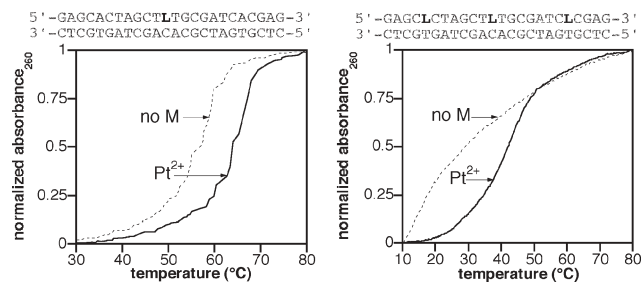 5'-GAGCACTAGCTLTGCGATCACGAG-3'
3'-CTCGTGATCGACACGCTAGTGCTC-5'
normalized absorbance260
1
0.75
0.5
0.25
0
no M
Pt2+
30 40 50 60 70 80
temperature (°C)
5'-GAGCLCTAGCTLTGCGATCLCGAG-3'
3'-CTCGTGATCGACACGCTAGTGCTC-5'
normalized absorbance260
1
0.75
0.5
0.25
0
no M
Pt2+
10 20 30 40 50 60 70 80
temperature (°C)